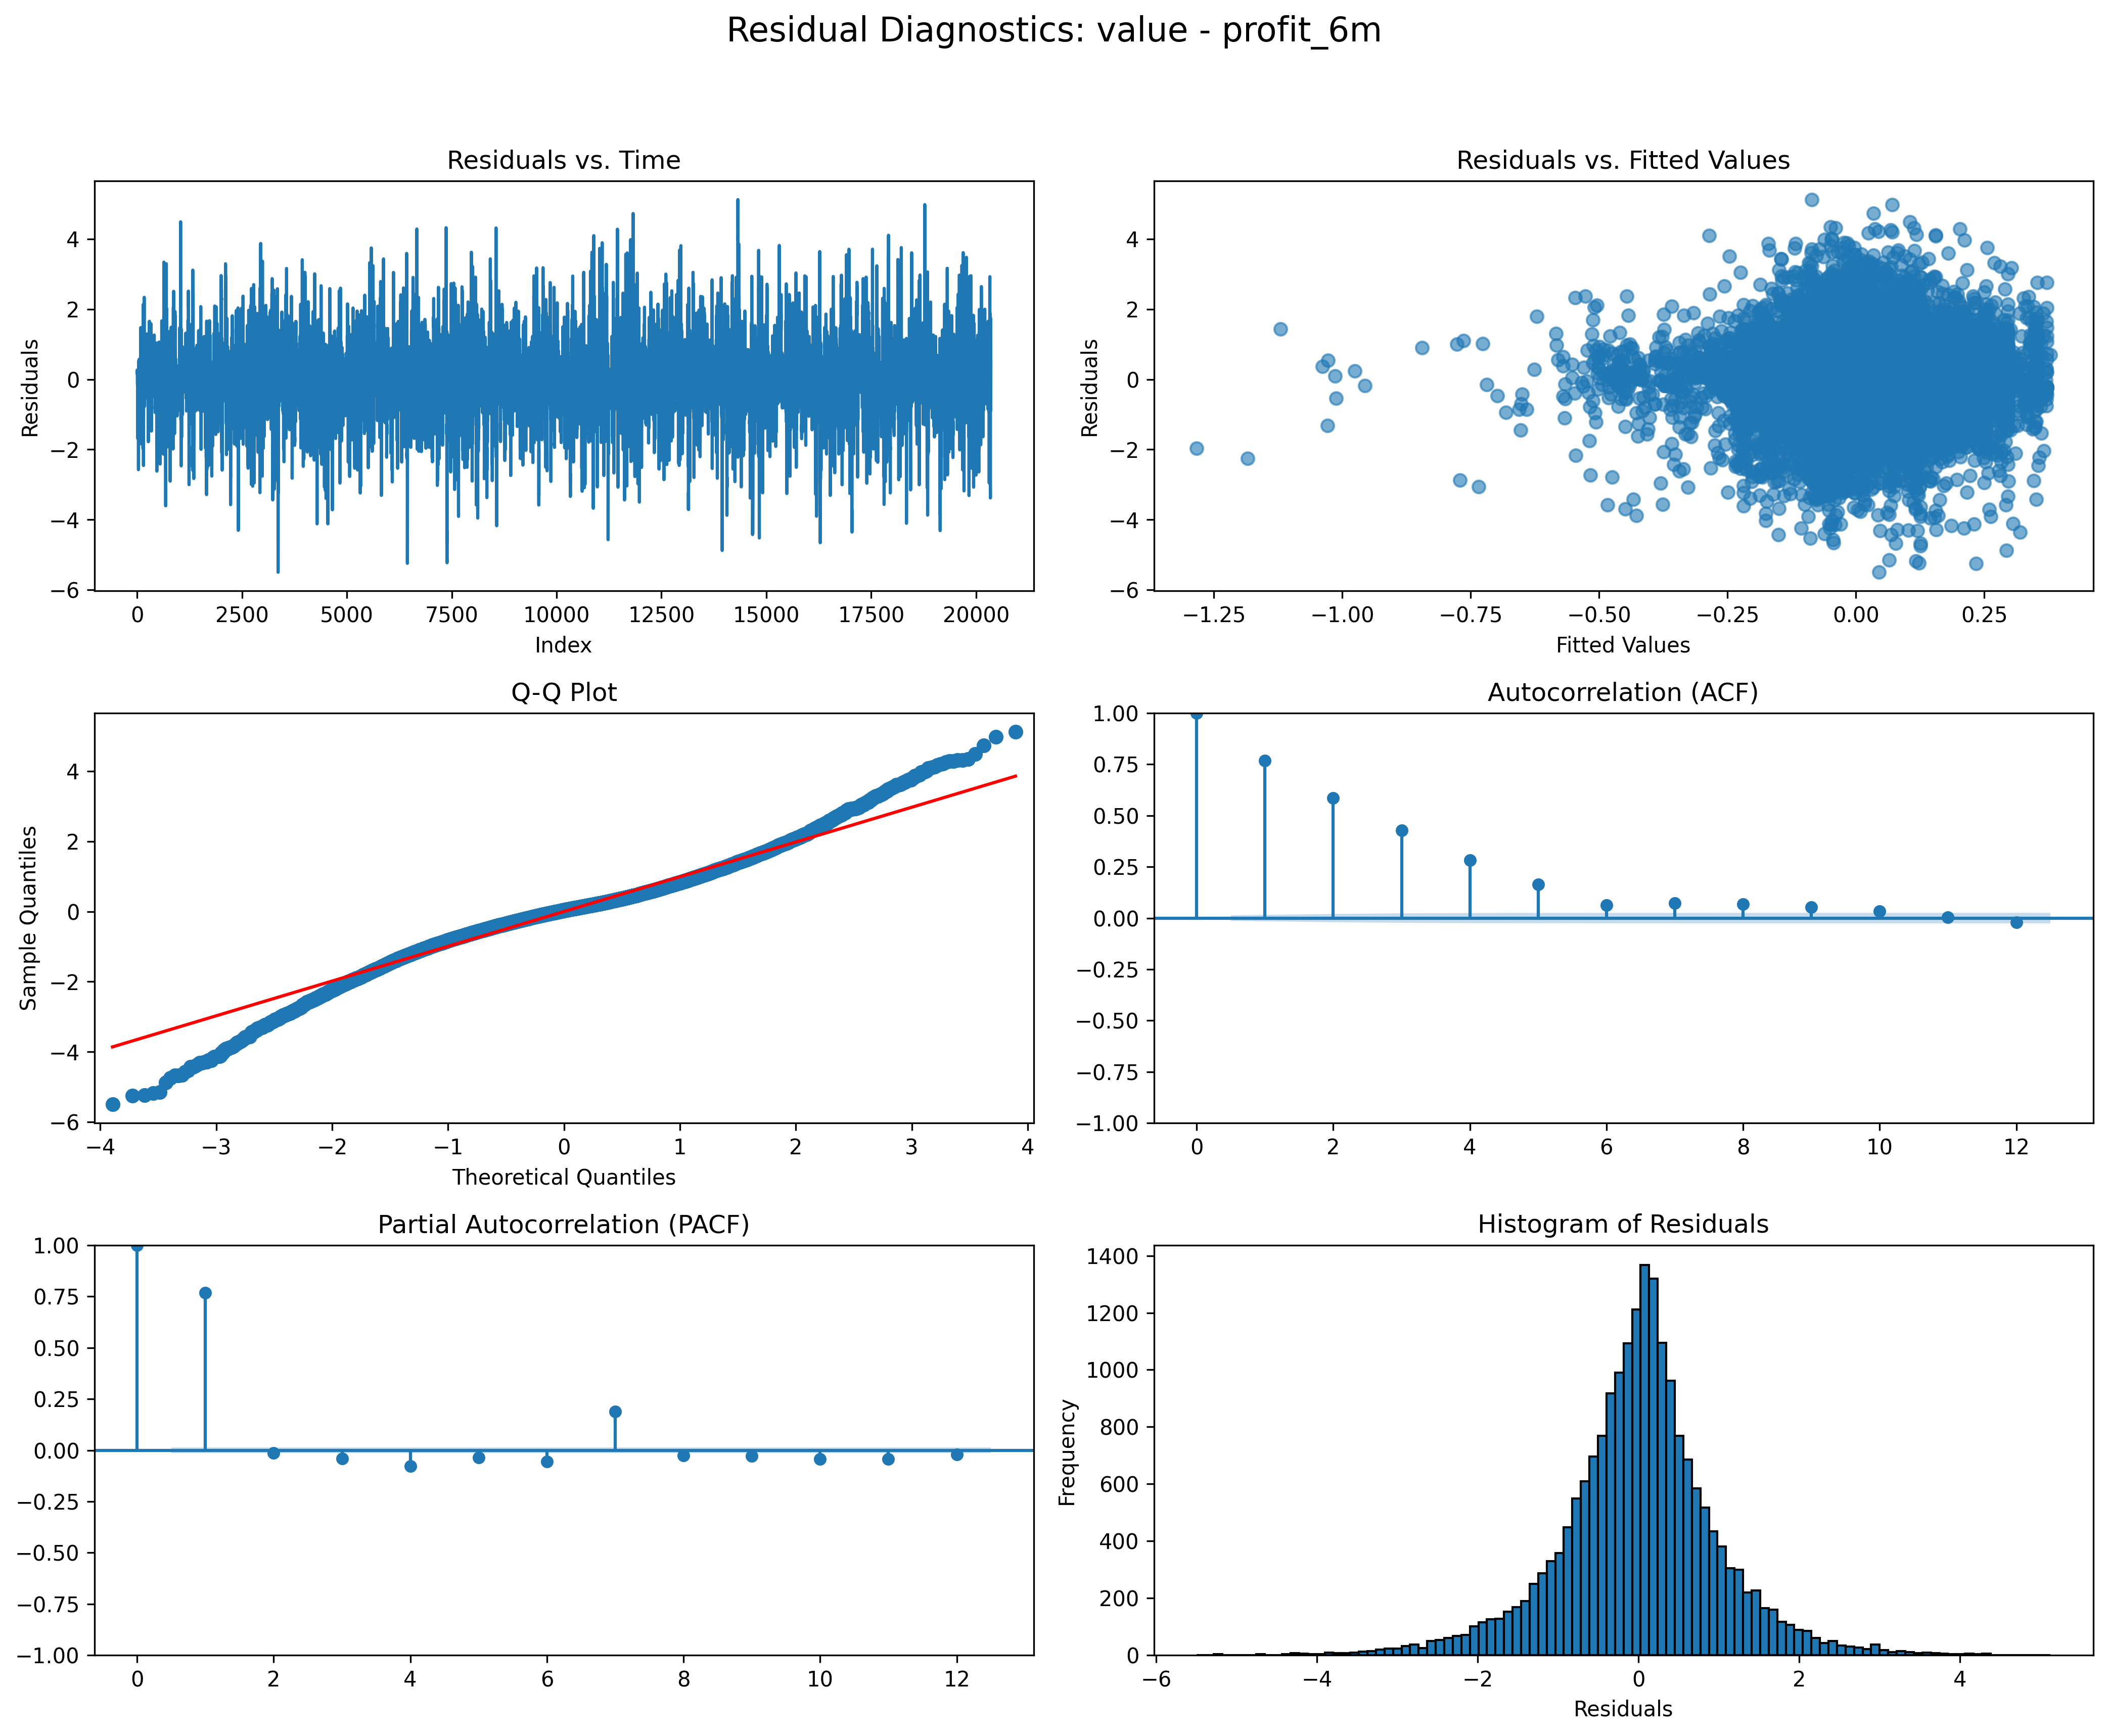 Residual Diagnostics: value - profit_6m
Residuals vs. Time
Residuals
4
2
0
−2
−4
−6
0 2500 5000 7500 10000 12500 15000 17500 20000
Index
Residuals vs. Fitted Values
Residuals
4
2
0
−2
−4
−6
−1.25 −1.00 −0.75 −0.50 −0.25 0.00 0.25
Fitted Values
Q-Q Plot
Sample Quantiles
4
2
0
−2
−4
−6
−4 −3 −2 −1 0 1 2 3 4
Theoretical Quantiles
Autocorrelation (ACF)
1.00
0.75
0.50
0.25
0.00
−0.25
−0.50
−0.75
−1.00
0 2 4 6 8 10 12
Partial Autocorrelation (PACF)
1.00
0.75
0.50
0.25
0.00
−0.25
−0.50
−0.75
−1.00
0 2 4 6 8 10 12
Histogram of Residuals
Frequency
1400
1200
1000
800
600
400
200
0
−6 −4 −2 0 2 4
Residuals